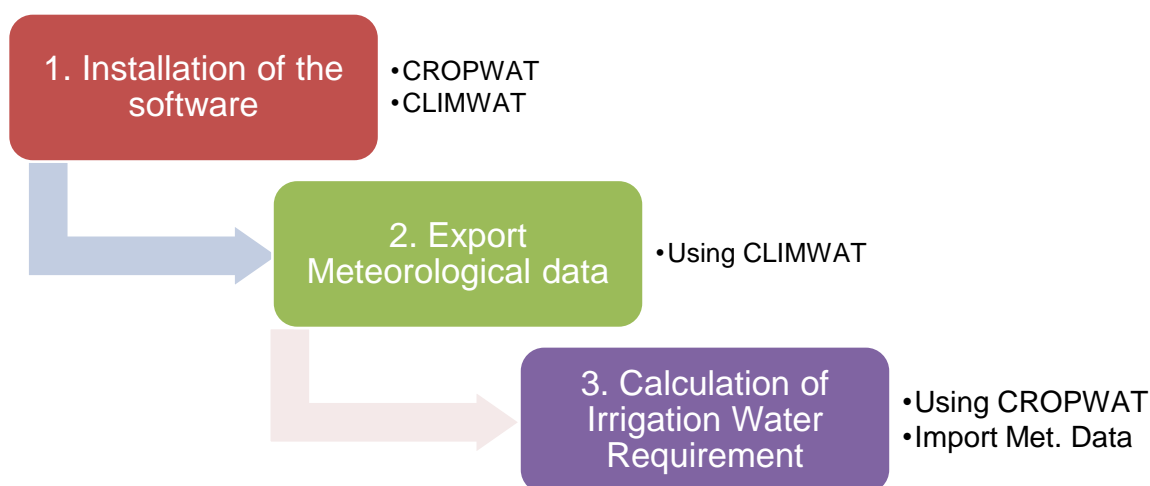 1. Installation of the
software
•CROPWAT
•CLIMWAT
2. Export
Meteorological data
•Using CLIMWAT
3. Calculation of
Irrigation Water
Requirement
•Using CROPWAT
•Import Met. Data